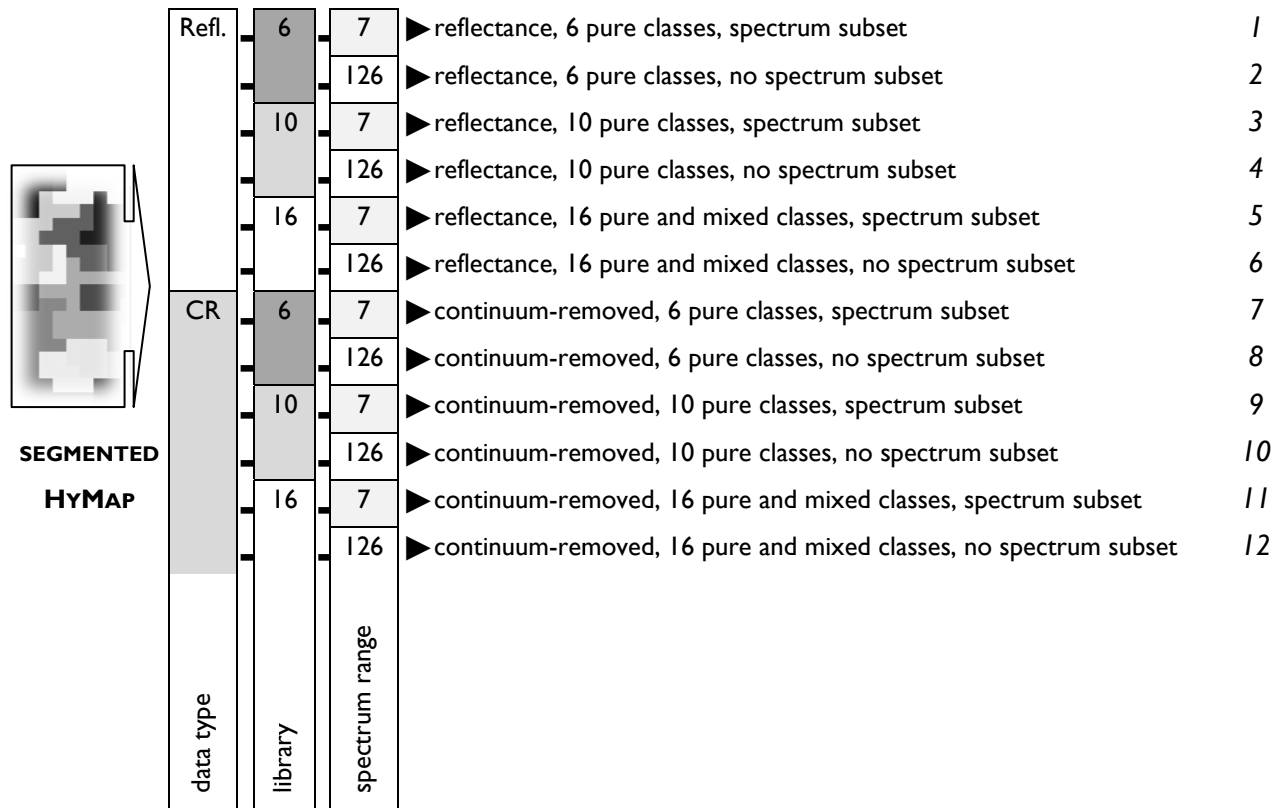 Refl. 6 7 reflectance, 6 pure classes, spectrum subset 1
126 reflectance, 6 pure classes, no spectrum subset 2
10 7 reflectance, 10 pure classes, spectrum subset 3
126 reflectance, 10 pure classes, no spectrum subset 4
16 7 reflectance, 16 pure and mixed classes, spectrum subset 5
126 reflectance, 16 pure and mixed classes, no spectrum subset 6
CR 6 7 continuum-removed, 6 pure classes, spectrum subset 7
126 continuum-removed, 6 pure classes, no spectrum subset 8
10 7 continuum-removed, 10 pure classes, spectrum subset 9
SEGMENTED 126 continuum-removed, 10 pure classes, no spectrum subset 10
HYMAP 16 7 continuum-removed, 16 pure and mixed classes, spectrum subset 11
126 continuum-removed, 16 pure and mixed classes, no spectrum subset 12
data type
library
spectrum range